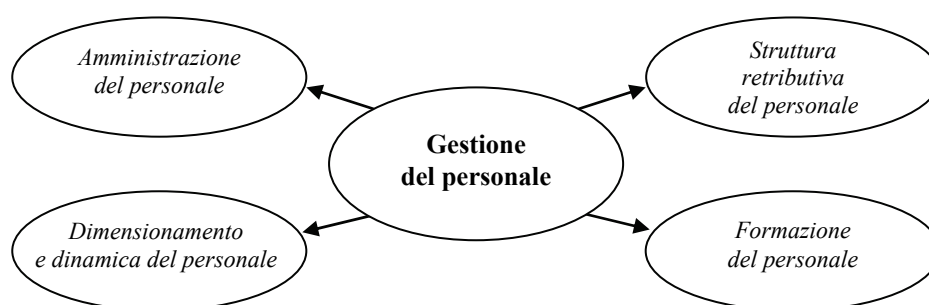 Amministrazione
del personale
Struttura
retributiva
del personale
Gestione
del personale
Dimensionamento
e dinamica del personale
Formazione
del personale